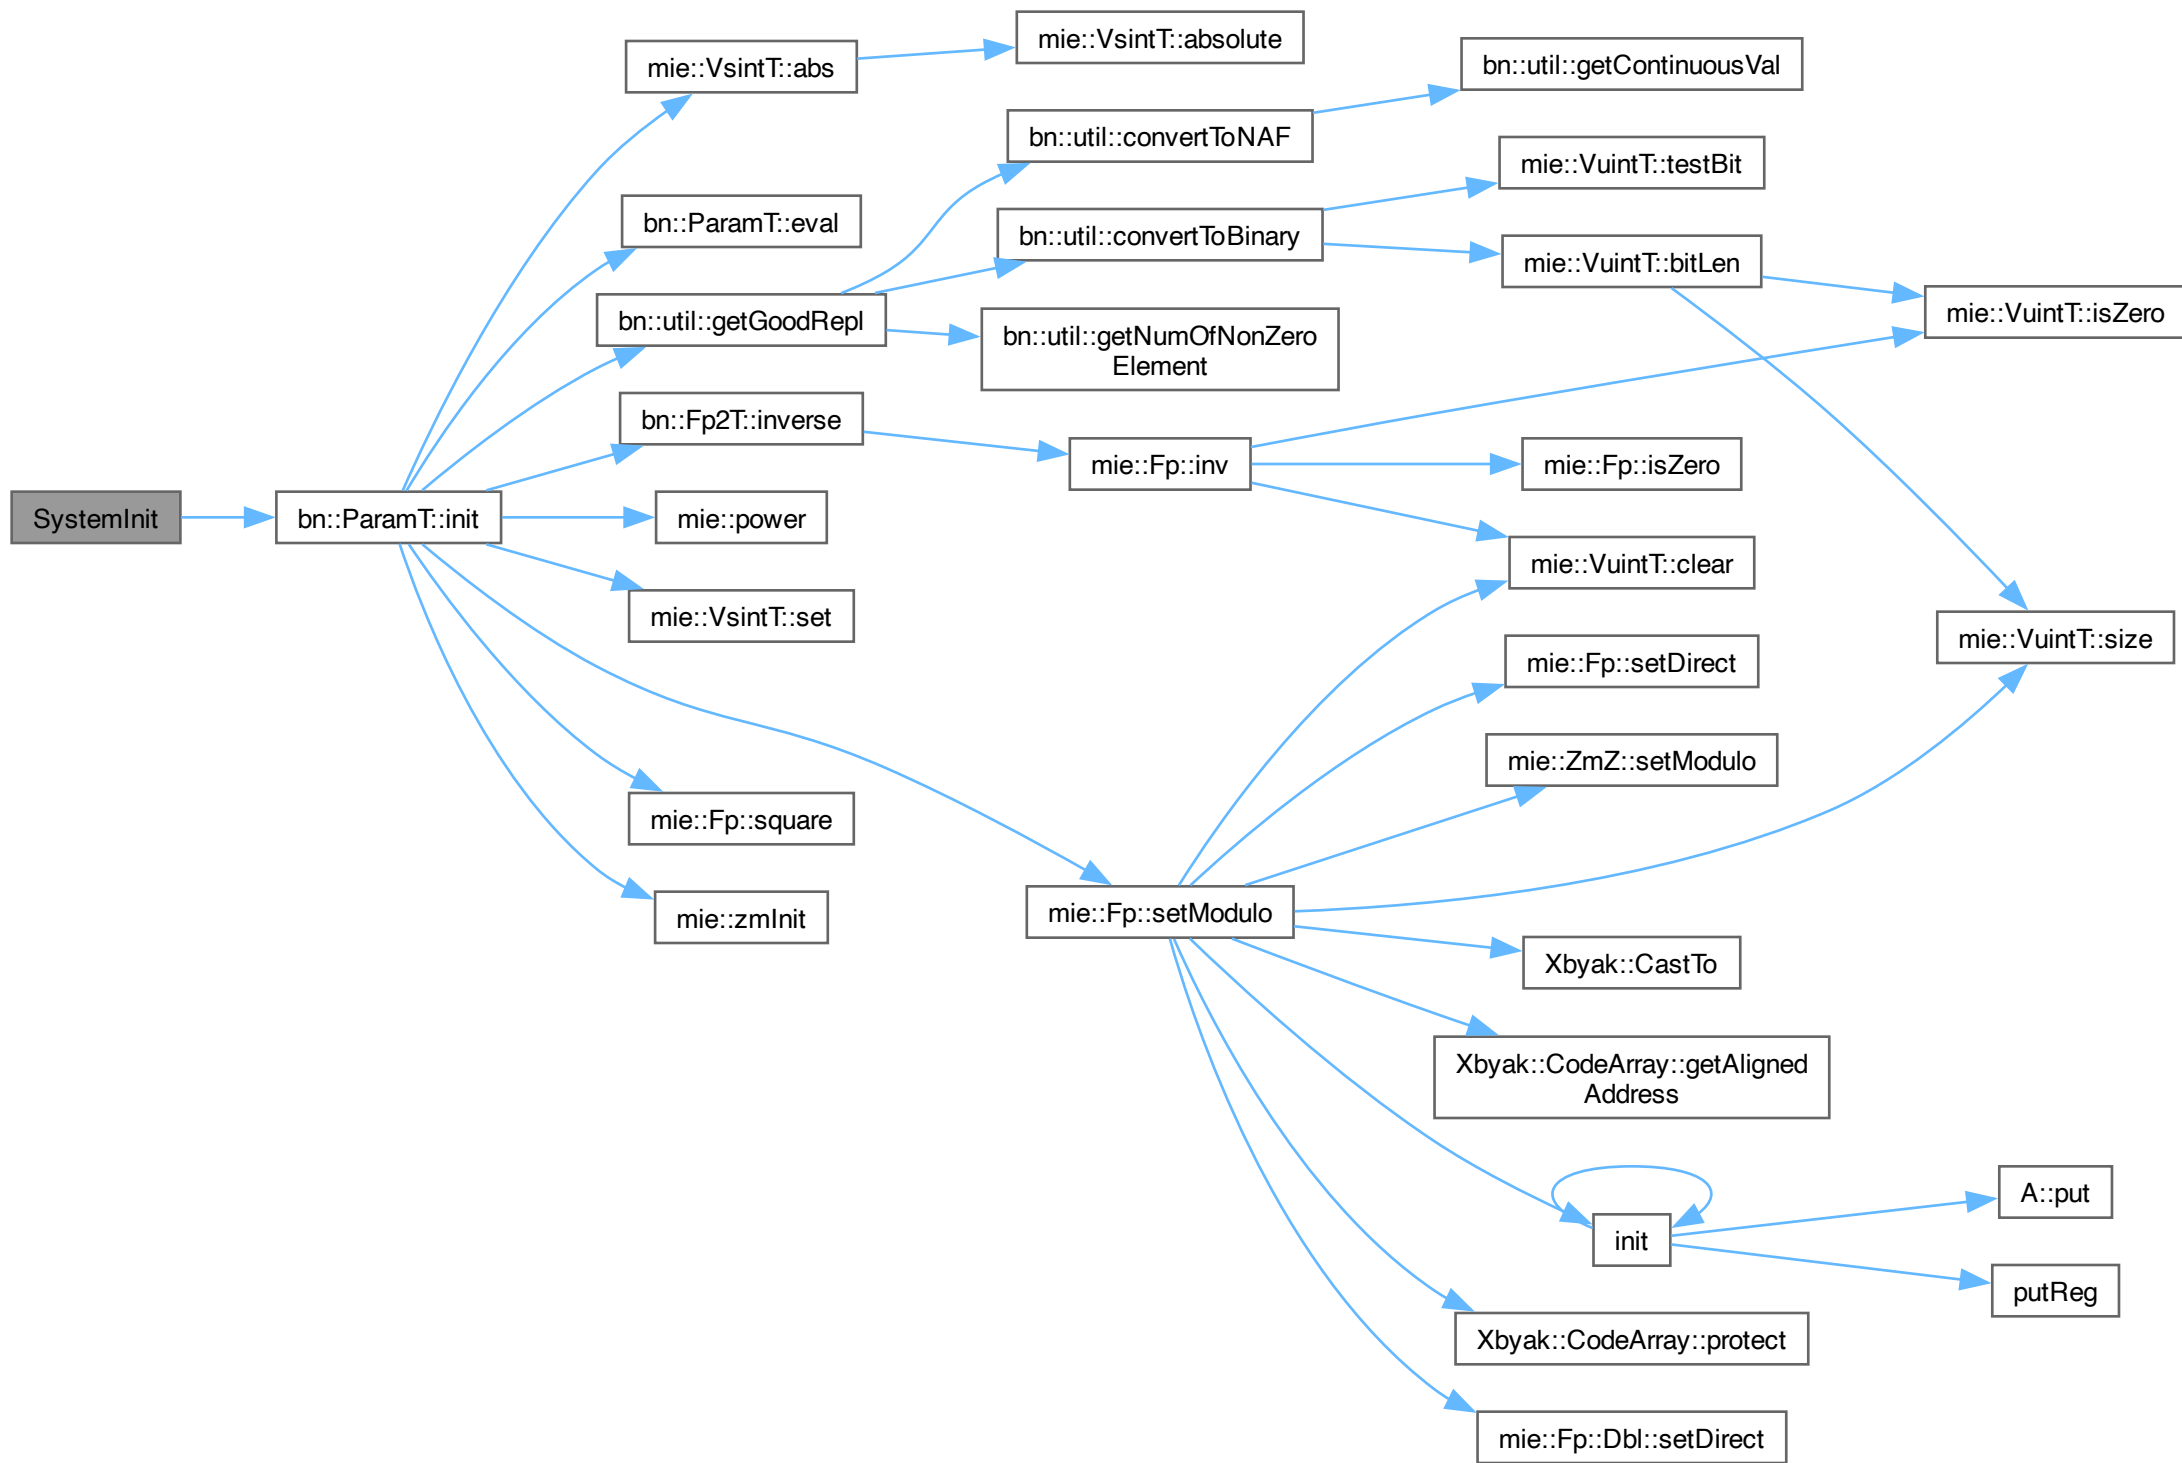 SystemInit
bn::ParamT::init
mie::VsintT::abs
bn::ParamT::eval
bn::util::getGoodRepl
bn::Fp2T::inverse
mie::power
mie::VsintT::set
mie::Fp::square
mie::zmInit
mie::VsintT::absolute
bn::util::convertToNAF
bn::util::convertToBinary
bn::util::getNumOfNonZero
Element
mie::Fp::inv
mie::Fp::setModulo
bn::util::getContinuousVal
mie::VuintT::testBit
mie::VuintT::bitLen
mie::Fp::isZero
mie::VuintT::clear
mie::Fp::setDirect
mie::ZmZ::setModulo
Xbyak::CastTo
Xbyak::CodeArray::getAligned
Address
init
Xbyak::CodeArray::protect
mie::Fp::Dbl::setDirect
mie::VuintT::isZero
mie::VuintT::size
A::put
putReg